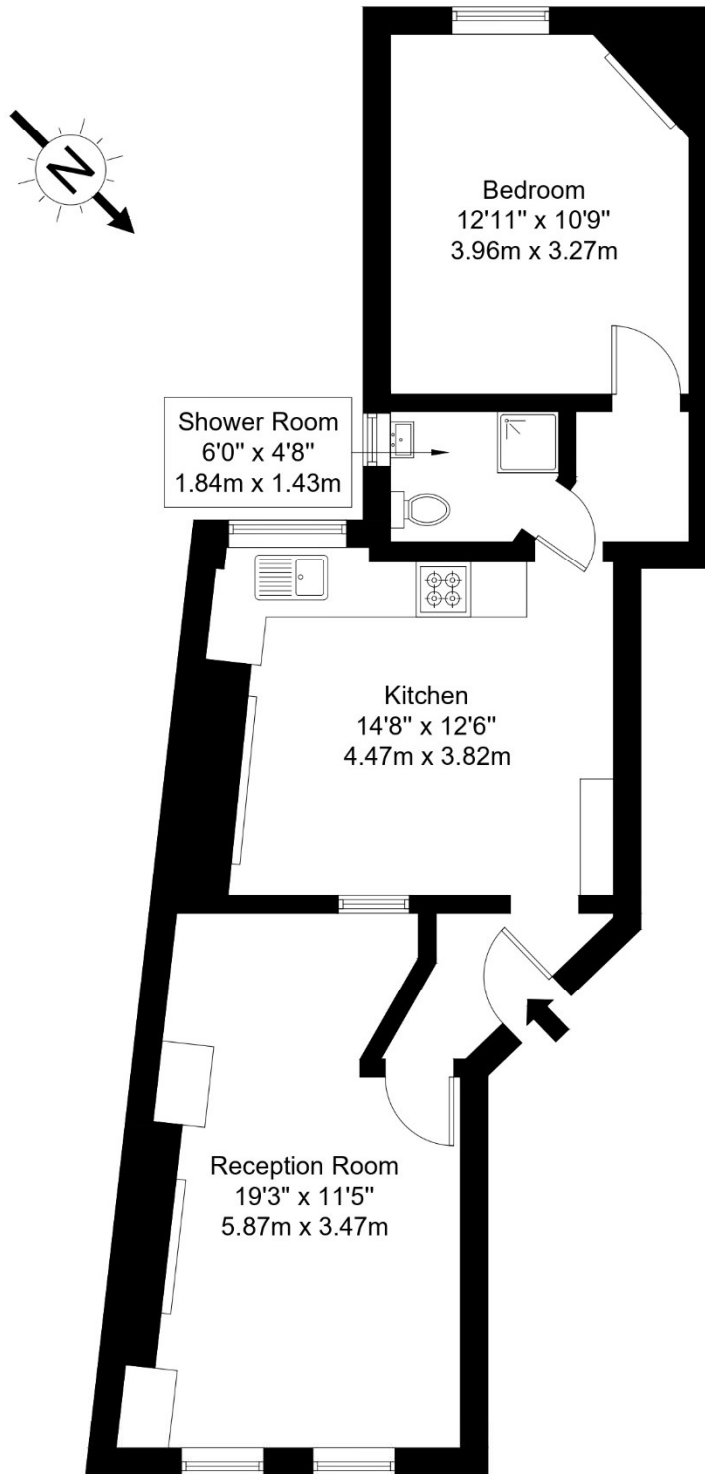 N
Bedroom
12'11" x 10'9"
3.96m x 3.27m
Shower Room
6'0" x 4'8"
1.84m x 1.43m
Kitchen
14'8" x 12'6"
4.47m x 3.82m
Reception Room
19'3" x 11'5"
5.87m x 3.47m